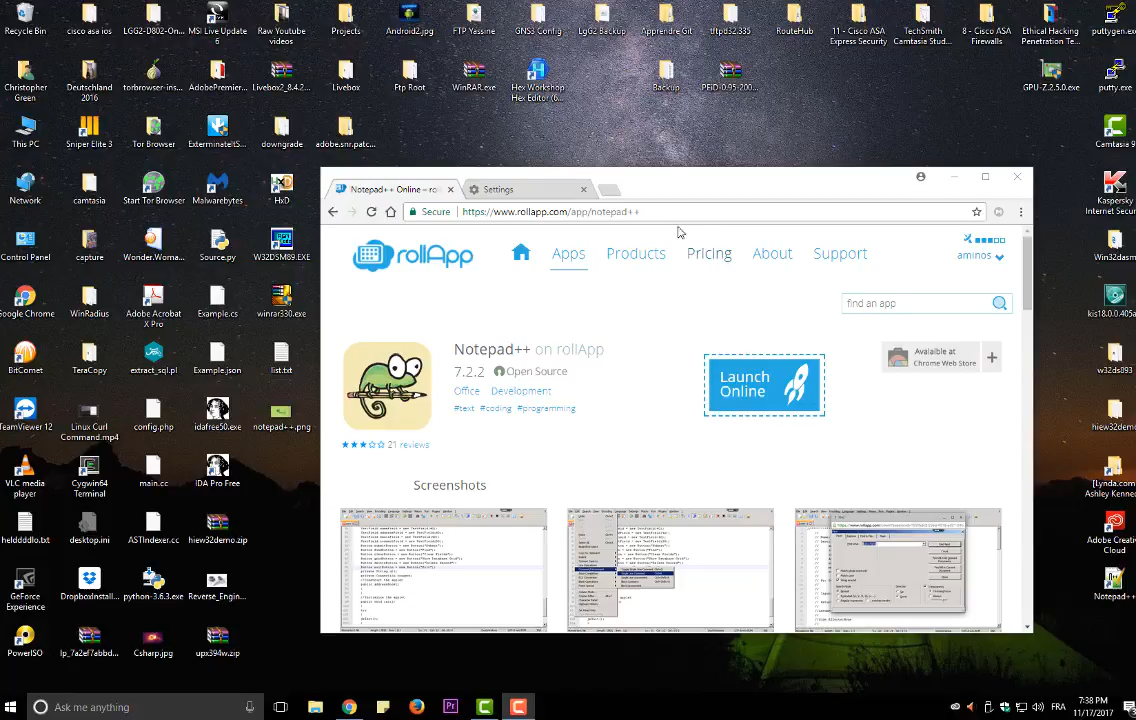 Recycle Bin
cisco asa ios
LGG2-D802-On...
MSI Live Update 6
Raw Youtube videos
Projects
Android2.jpg
FTP Yassine
GNS3 Config
LgG2 Backup
Apprendre Git
tftpd32.335
RouteHub
11 - Cisco ASA Express Security
TechSmith Camtasia Stud...
8 - Cisco ASA Firewalls
Ethical Hacking Penetration Te...
puttygen.exe
Christopher Green
Deutschland 2016
torbrowser-ins...
AdobePremier...
Livebox2_8.4.2...
Livebox
Ftp Root
WinRAR.exe
Hex Workshop Hex Editor (6...
Backup
PEiD-0.95-200...
GPU-Z.2.5.0.exe
putty.exe
This PC
Sniper Elite 3
Tor Browser
ExterminateItS...
downgrade
adobe.snr.patc...
Camtasia 9
Network
camtasia
Start Tor Browser
Malwarebytes
HxD
Kaspersky Internet Secur...
Control Panel
capture
Wonder.Woma...
Source.py
W32DSM89.EXE
Win32dasm
Google Chrome
WinRadius
Adobe Acrobat X Pro
Example.cs
winrar330.exe
kis18.0.0.405a
BitComet
TeraCopy
extract_sql.pl
Example.json
list.txt
w32ds893
TeamViewer 12
Linux Curl Command.mp4
config.php
idafree50.exe
notepad++.png
hiew32demo
VLC media player
Cygwin64 Terminal
main.cc
IDA Pro Free
[Lynda.com] Ashley Kenned
helddddlo.txt
desktop.ini
ASTIndexer.cc
hiew32demo.zip
Adobe Creati... Cloud
GeForce Experience
DropboxInstall...
python-3.6.3.exe
Reverse_Engin...
Notepad++
PowerISO
lp_7a2ef7abbd...
Csharp.jpg
upx394w.zip
Notepad++ Online – ro
Settings
Secure
https://www.rollapp.com/app/notepad++
rollApp
Apps
Products
Pricing
About
Support
aminos
find an app
Notepad++ on rollApp
7.2.2 Open Source
Office Development
#text #coding #programming
21 reviews
Launch Online
Available at Chrome Web Store
Screenshots
Ask me anything
FRA
7:38 PM
11/17/2017